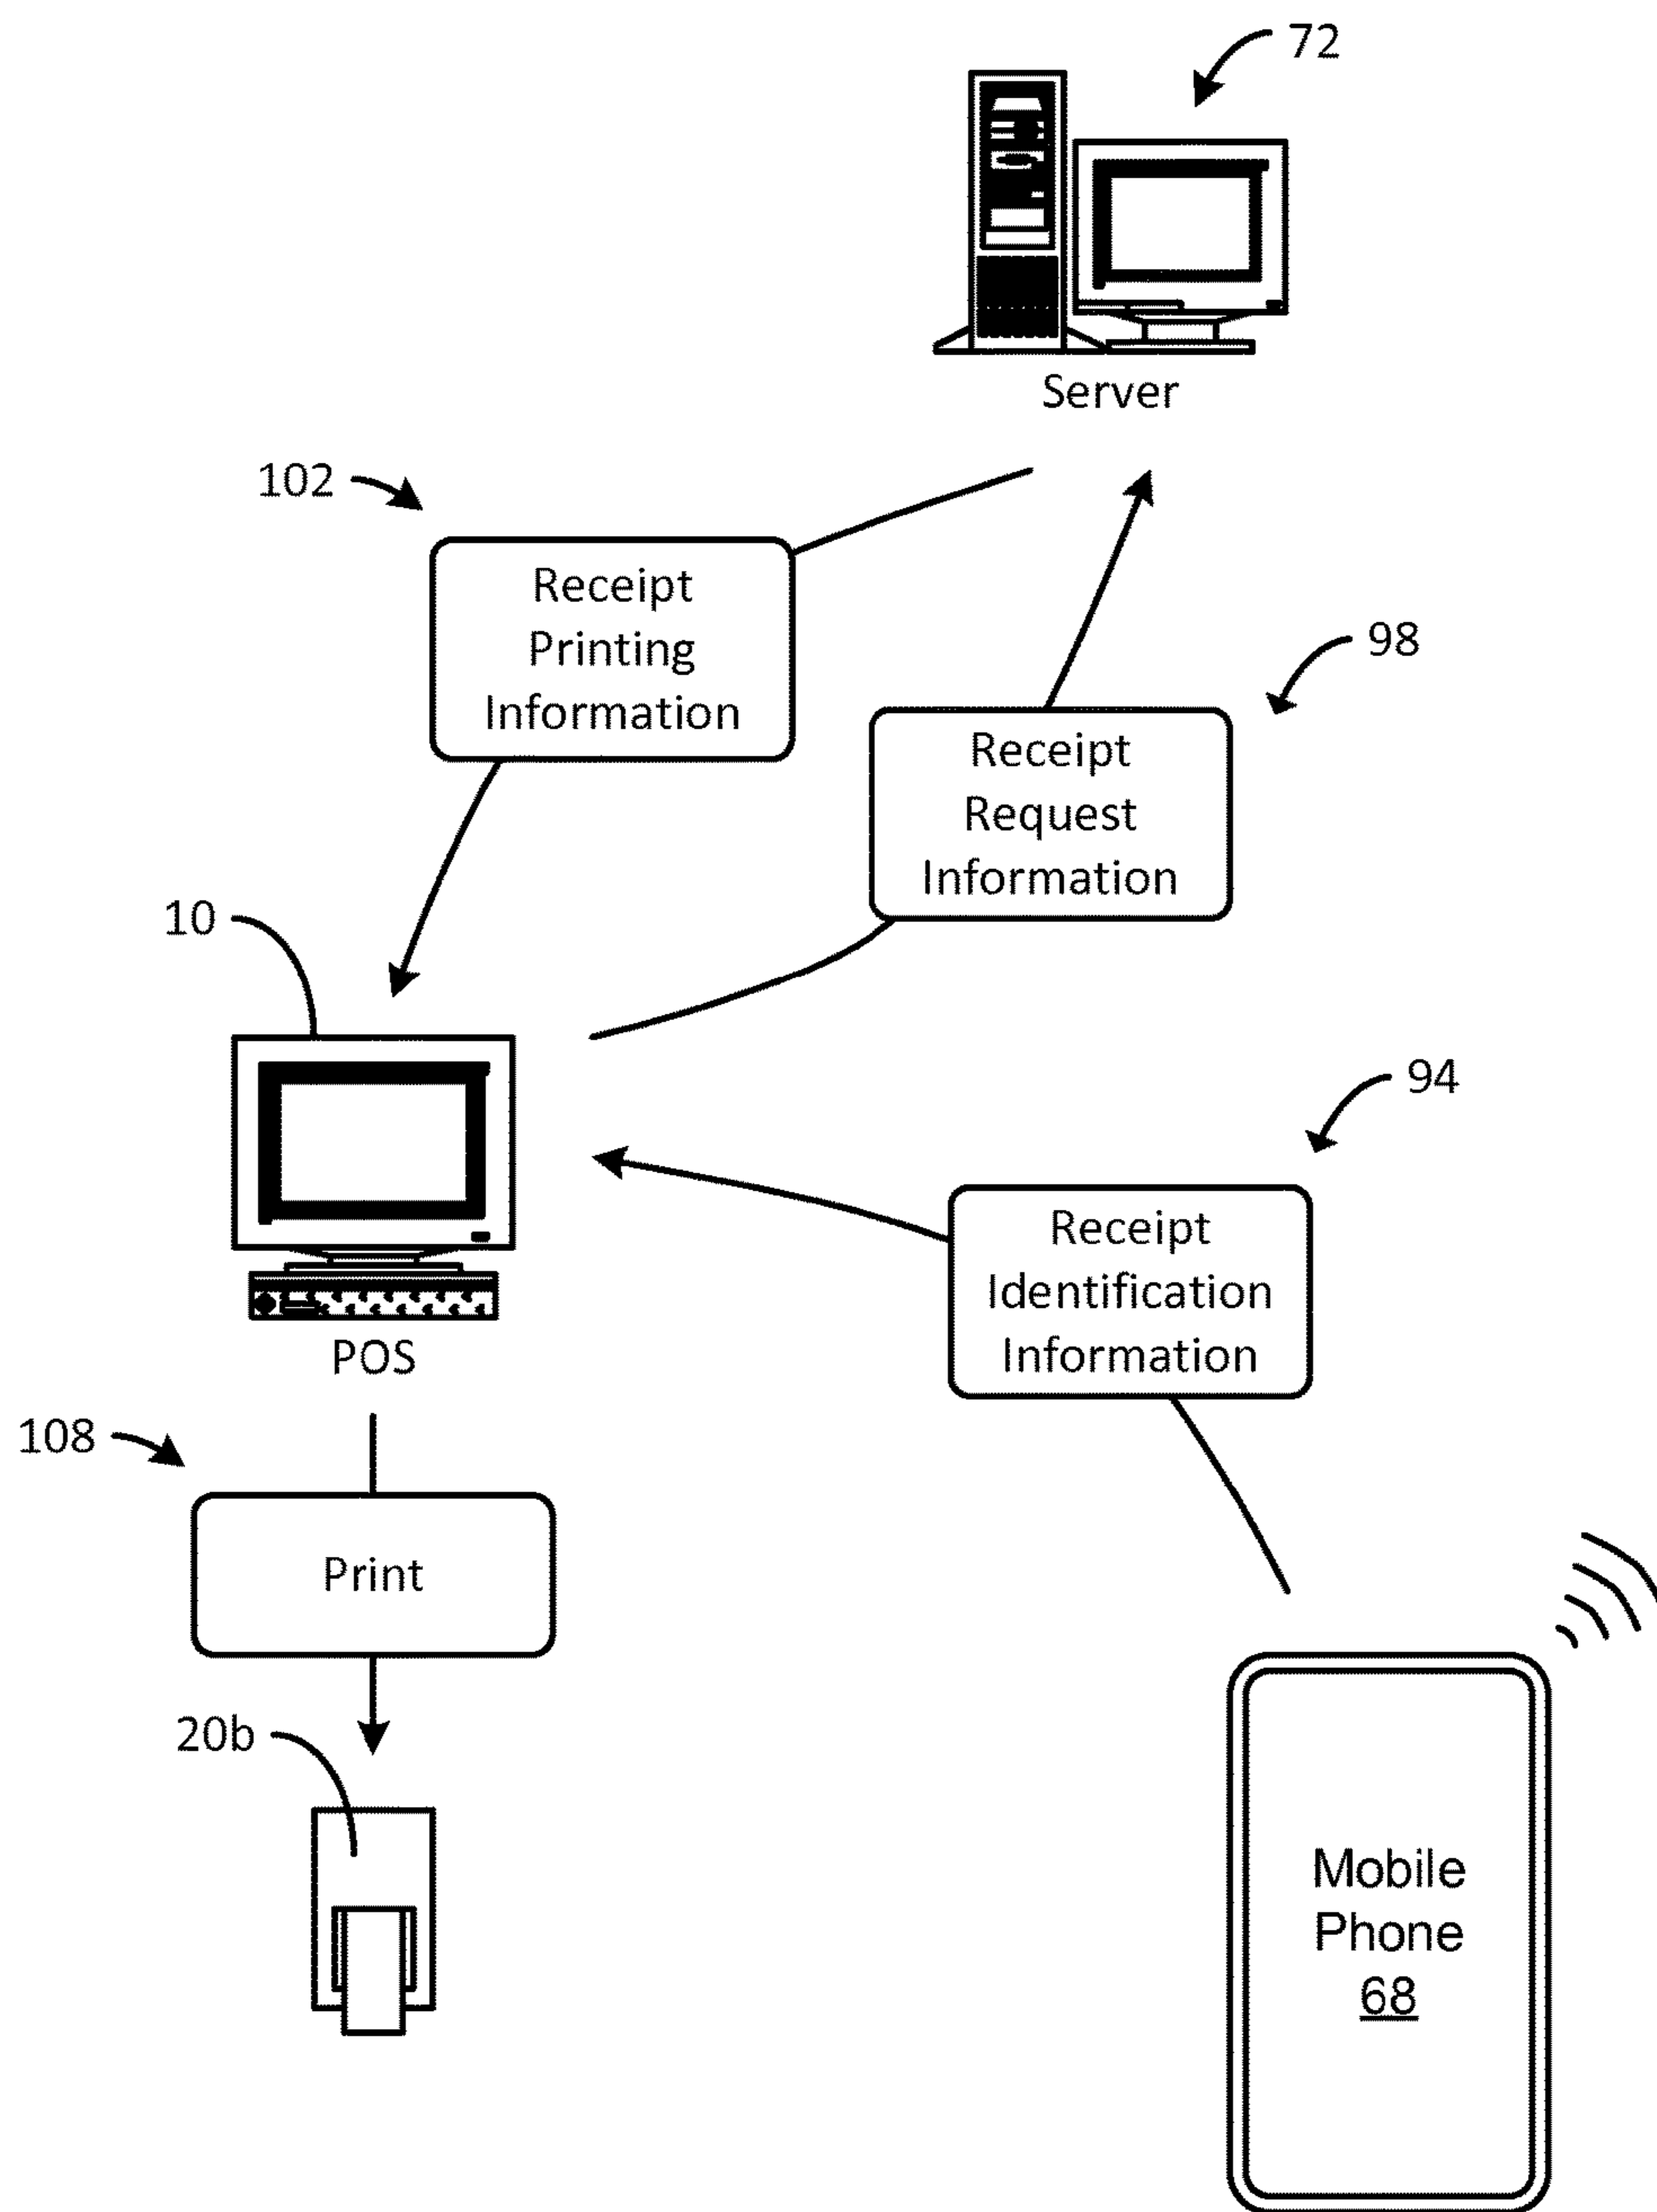 72
Server
102
Receipt
Printing
Information
98
Receipt
Request
Information
10
94
Receipt
Identification
Information
POS
108
Print
20b
Mobile
Phone
68